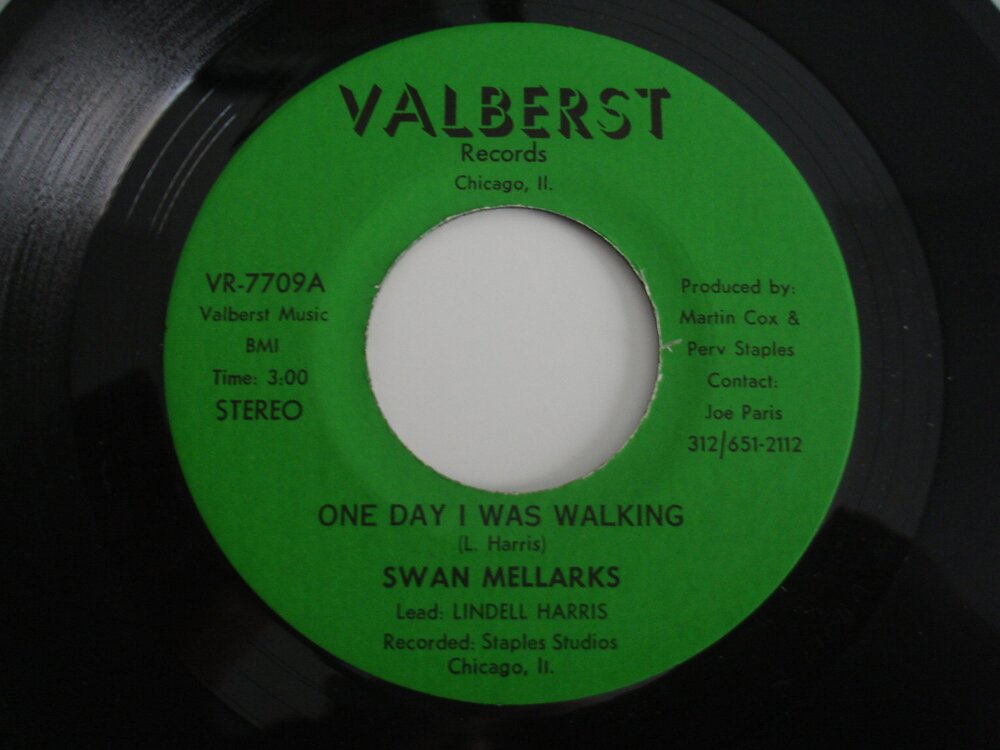 VALBERST
Records
Chicago, Il.
VR-7709A
Valberst Music
BMI
Time: 3:00
STEREO
Produced by:
Martin Cox &
Perv Staples
Contact:
Joe Paris
312/651-2112
ONE DAY I WAS WALKING
(L. Harris)
SWAN MELLARKS
Lead: LINDELL HARRIS
Recorded: Staples Studios
Chicago, Il.